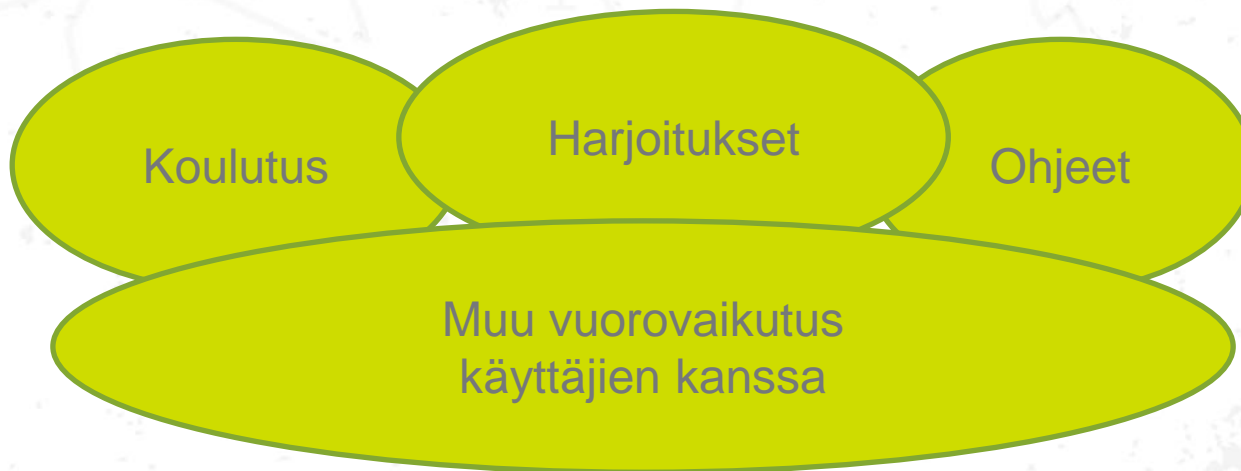 Koulutus
Harjoitukset
Ohjeet
Muu vuorovaikutus
käyttäjien kanssa